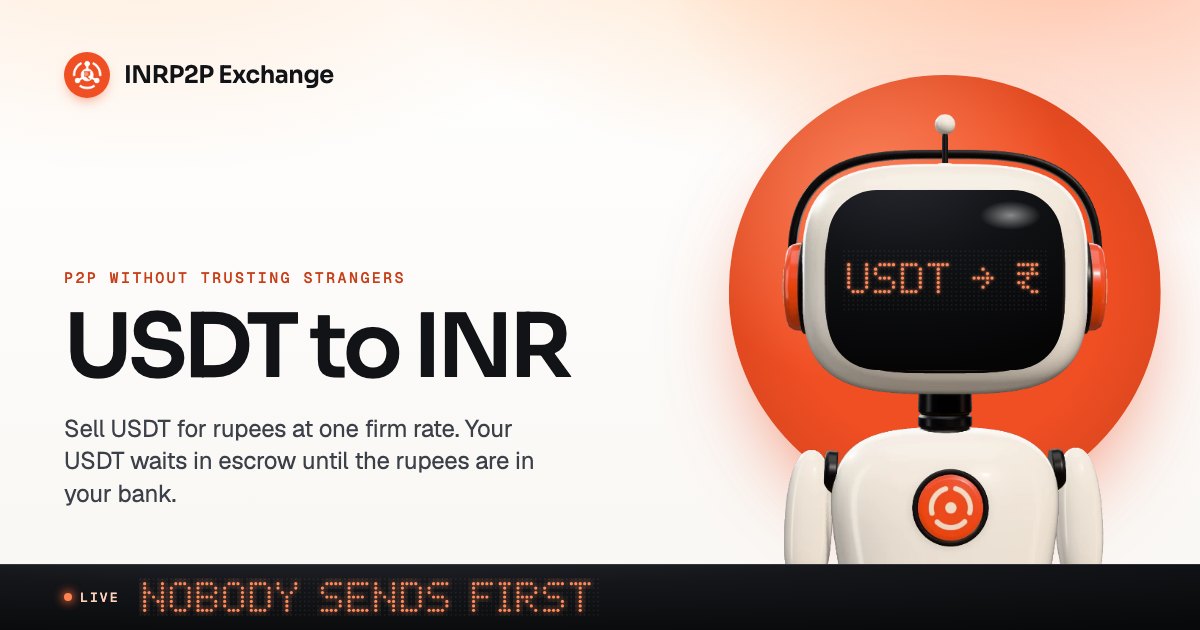 INRP2P Exchange
P2P WITHOUT TRUSTING STRANGERS
USDT to INR
Sell USDT for rupees at one firm rate. Your
USDT waits in escrow until the rupees are in
your bank.
USDT → ₹
LIVE NOBODY SENDS FIRST